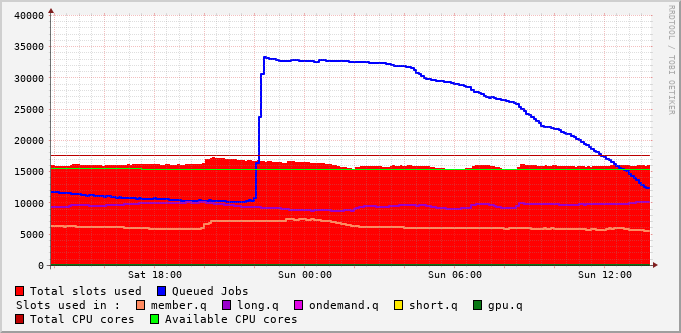 RRDTOOL / TOBI OETIKER
40000
35000
30000
25000
20000
15000
10000
5000
0
Sat 18:00 Sun 00:00 Sun 06:00 Sun 12:00
Total slots used Queued Jobs
Slots used in : member.q long.q ondemand.q short.q gpu.q
Total CPU cores Available CPU cores